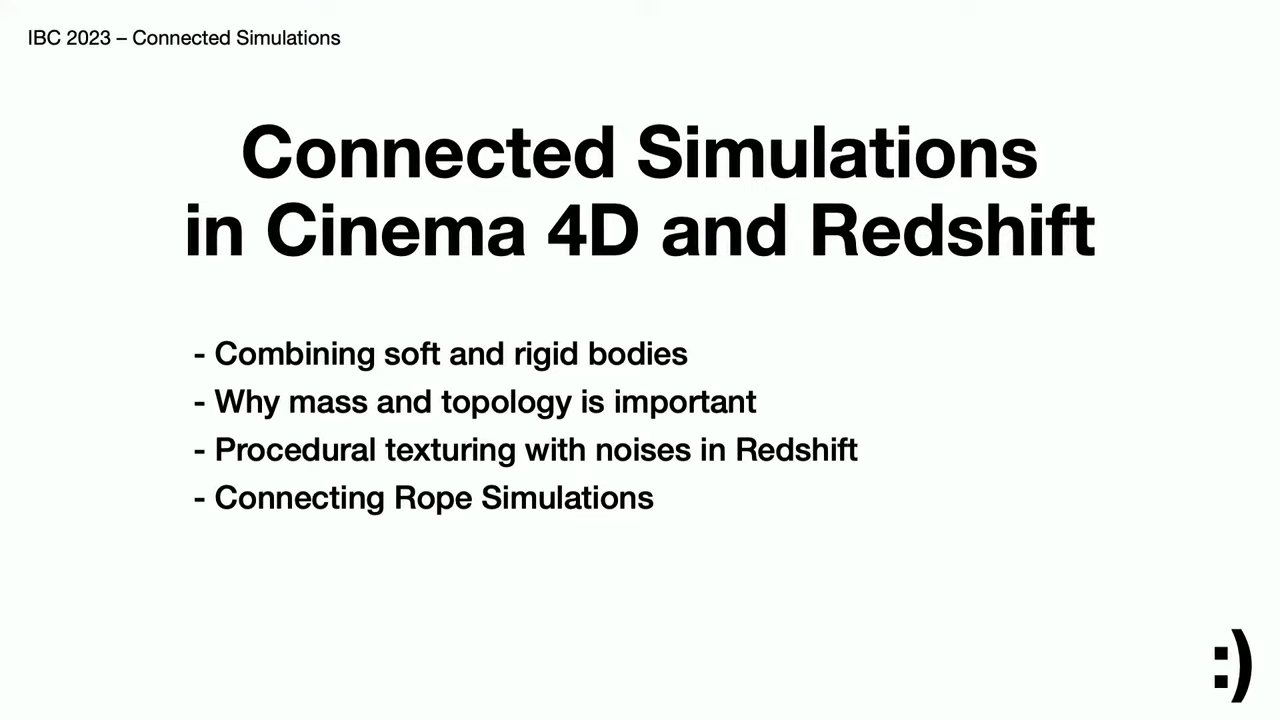 IBC 2023 – Connected Simulations
Connected Simulations
in Cinema 4D and Redshift
- Combining soft and rigid bodies
- Why mass and topology is important
- Procedural texturing with noises in Redshift
- Connecting Rope Simulations
:)